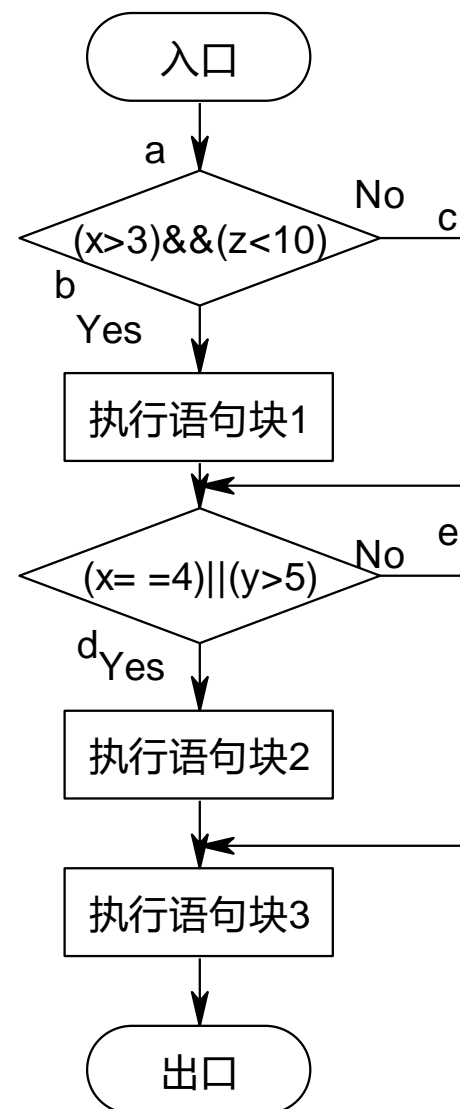 入口
a
No
c
(x>3)&&(z<10)
b
Yes
执行语句块1
e
No
(x= =4)||(y>5)
d
Yes
执行语句块2
执行语句块3
出口